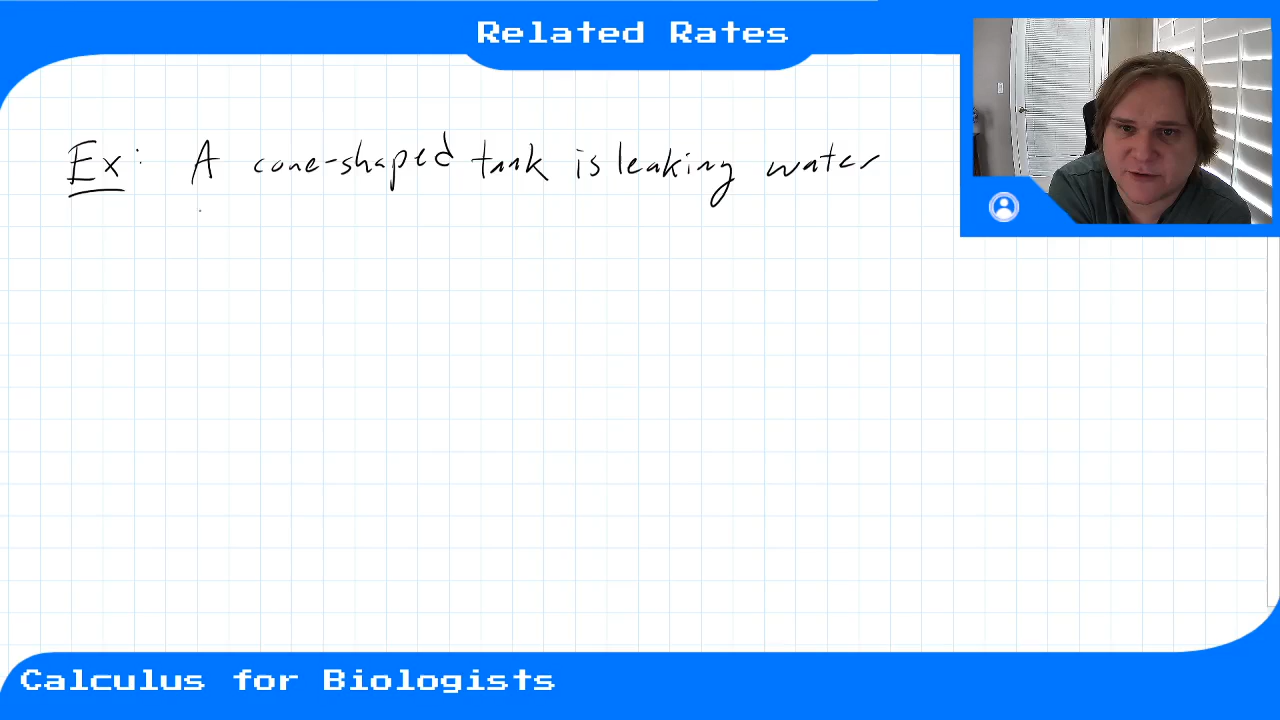 Related Rates
Ex: A cone-shaped tank is leaking water
Calculus for Biologists